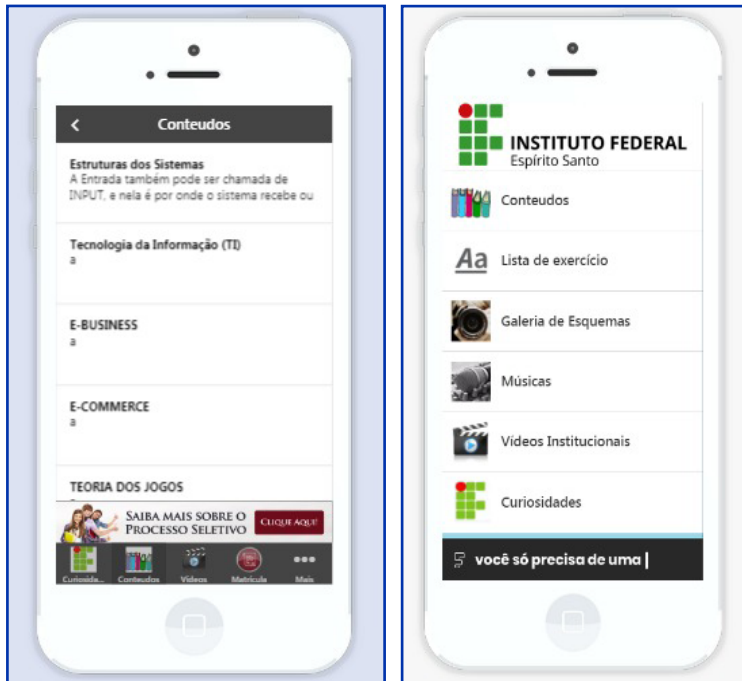 Conteudos
Estruturas dos Sistemas
A Entrada também pode ser chamada de
INPUT, e nela é por onde o sistema recebe ou
Tecnologia da Informação (TI)
a
E-BUSINESS
a
E-COMMERCE
a
TEORIA DOS JOGOS
SAIBA MAIS SOBRE O
PROCESSO SELETIVO
CLIQUE AQUI!
Curiosida...
Conteudos
Vídeos
Matrícula
Mais
INSTITUTO FEDERAL
Espírito Santo
Conteudos
Aa Lista de exercício
Galeria de Esquemas
Músicas
Vídeos Institucionais
Curiosidades
você só precisa de uma